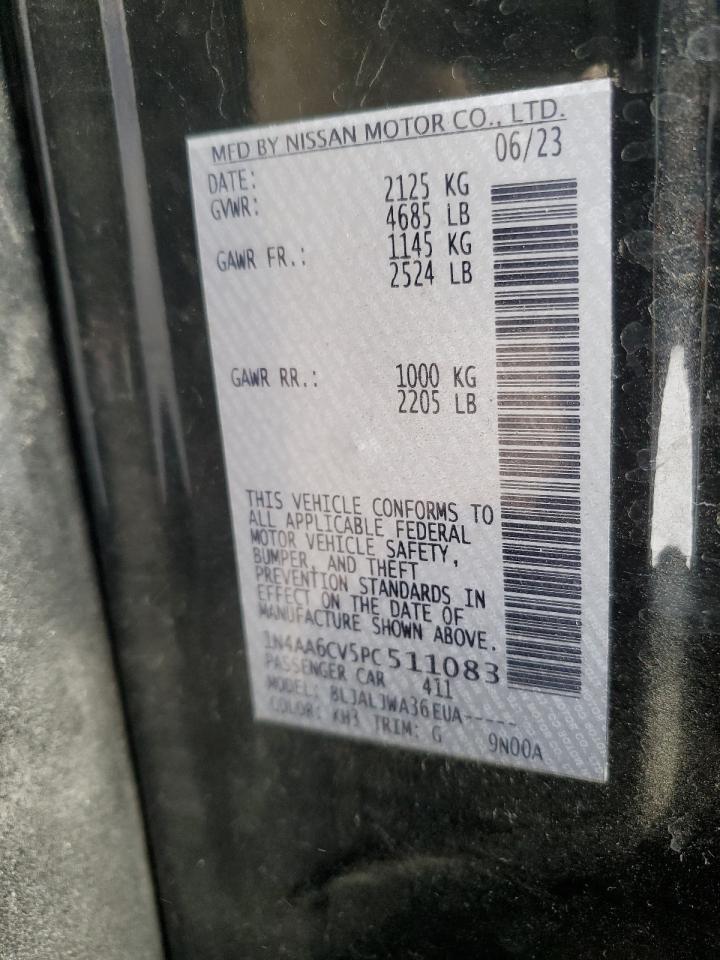 MFD BY NISSAN MOTOR CO., LTD.
DATE: 06/23
GVWR: 2125 KG
4685 LB
GAWR FR.: 1145 KG
2524 LB
GAWR RR.: 1000 KG
2205 LB
THIS VEHICLE CONFORMS TO
ALL APPLICABLE FEDERAL
MOTOR VEHICLE SAFETY,
BUMPER, AND THEFT
PREVENTION STANDARDS IN
EFFECT ON THE DATE OF
MANUFACTURE SHOWN ABOVE.
1N4AA6CV5PC511083
PASSENGER CAR 411
MODEL: BLJALJWA36EUA-----
COLOR: KH3 TRIM: G 9N00A